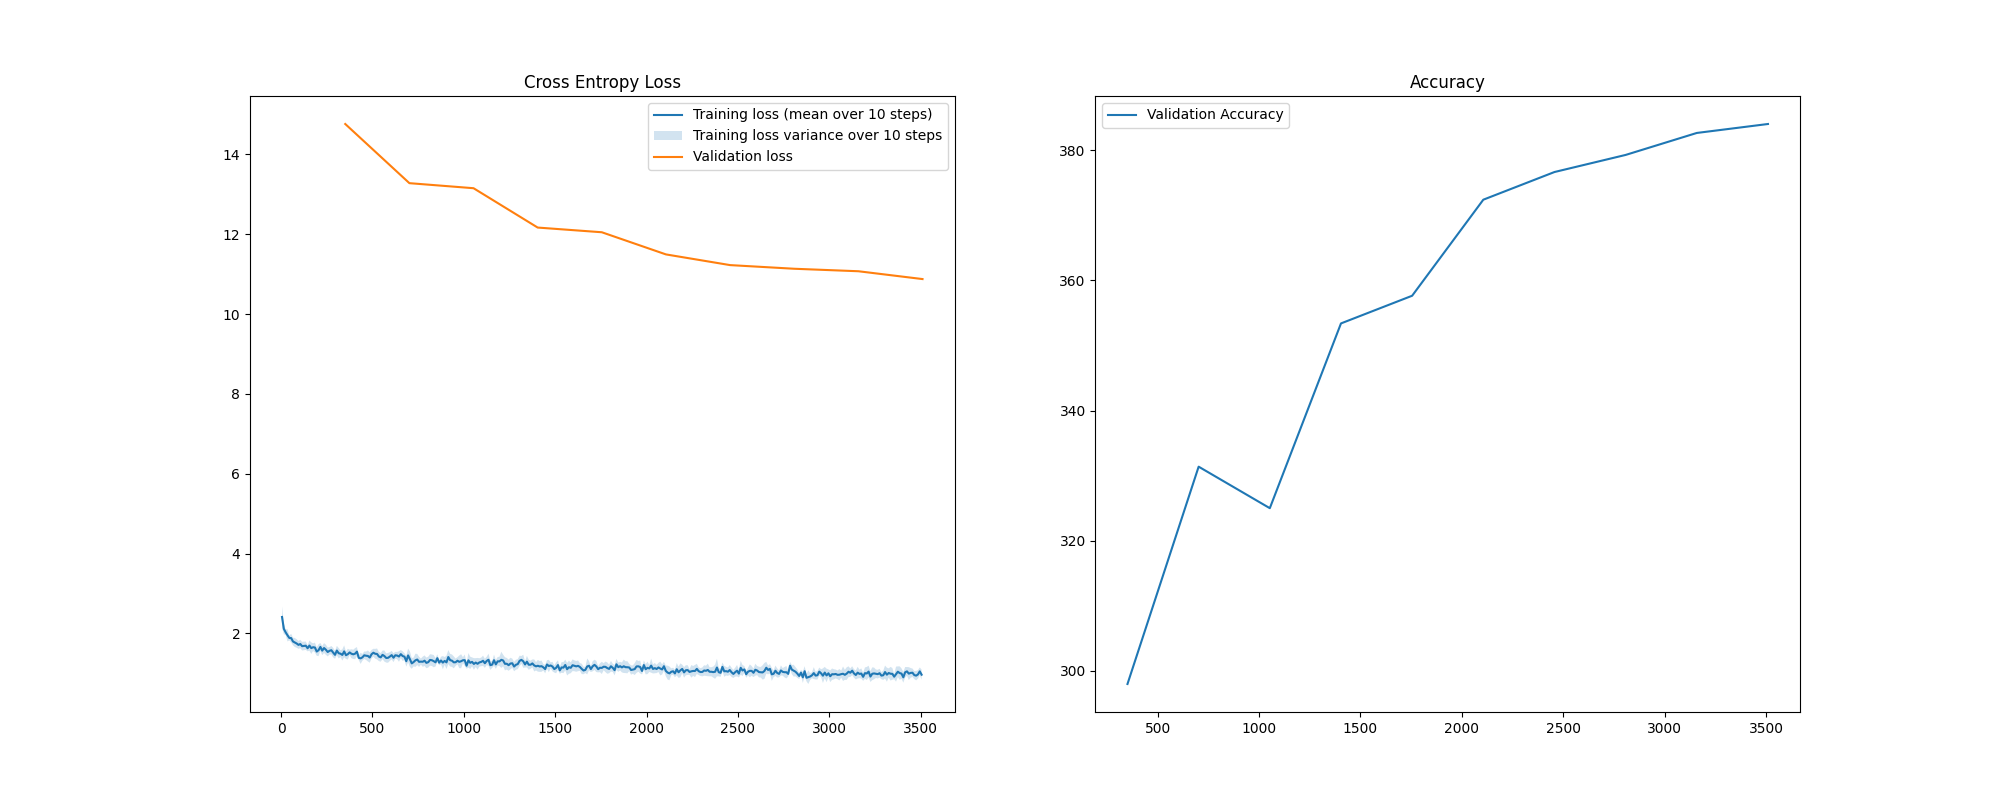 Cross Entropy Loss
Training loss (mean over 10 steps)
Training loss variance over 10 steps
Validation loss
14
12
10
8
6
4
2
0 500 1000 1500 2000 2500 3000 3500
Accuracy
Validation Accuracy
380
360
340
320
300
500 1000 1500 2000 2500 3000 3500